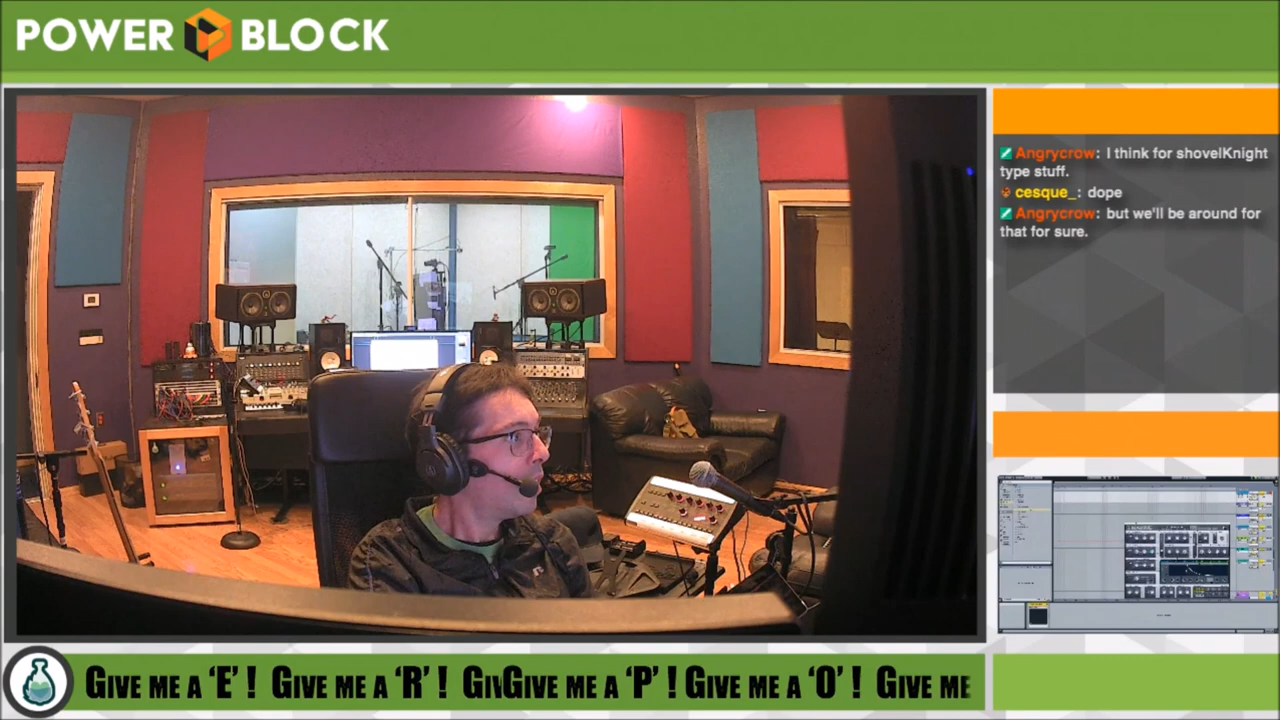 POWER BLOCK
Angrycrow: I think for shovelKnight
type stuff.
cesque_: dope
Angrycrow: but we'll be around for
that for sure.
GIVE ME A 'E' ! GIVE ME A 'R' ! GIVE ME A 'P' ! GIVE ME A 'O' ! GIVE ME